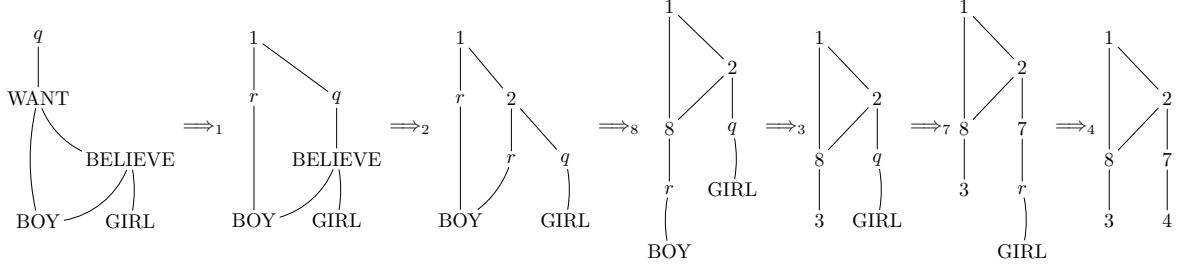 q
WANT
BELIEVE
BOY GIRL
⟹1
1
r q
BELIEVE
BOY GIRL
⟹2
1
r 2
r q
BOY GIRL
⟹8
1
2
8 q
r GIRL
BOY
⟹3
1
2
8 q
3 GIRL
⟹7
1
2
8 7
3 r
GIRL
⟹4
1
2
8 7
3 4